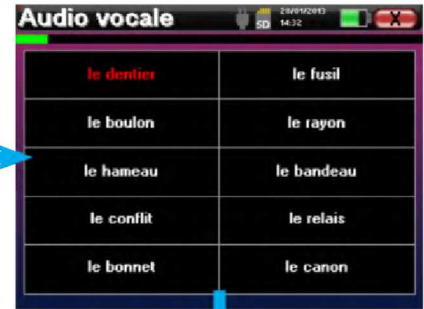 Audio vocale SD 28/01/2013 14:32 X
le dentier le fusil
le boulon le rayon
le hameau le bandeau
le conflit le relais
le bonnet le canon